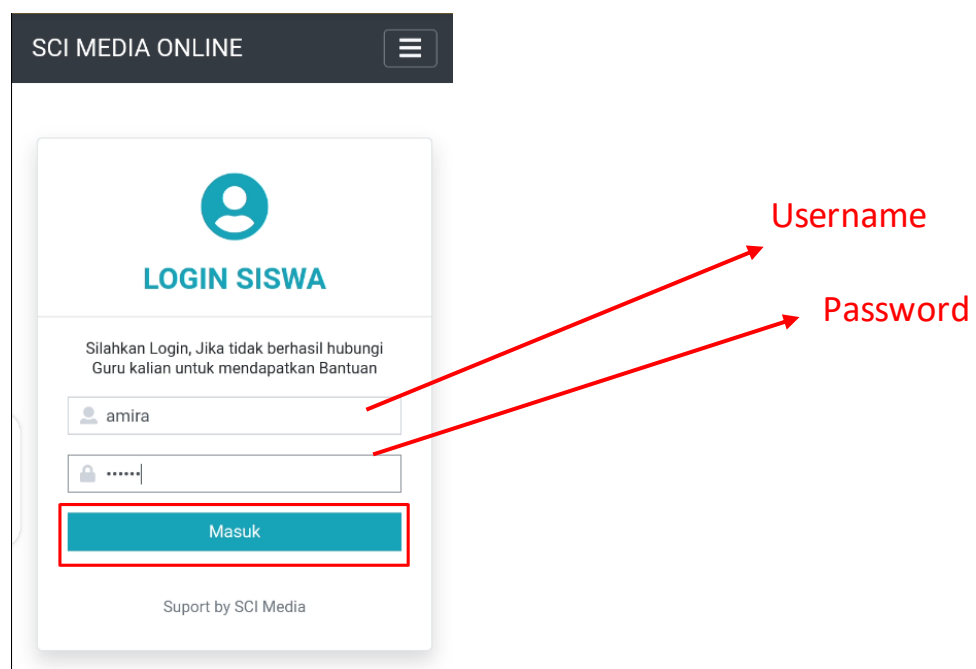 SCI MEDIA ONLINE
Username
LOGIN SISWA
Password
Silahkan Login, Jika tidak berhasil hubungi
Guru kalian untuk mendapatkan Bantuan
amira
••••••
Masuk
Suport by SCI Media